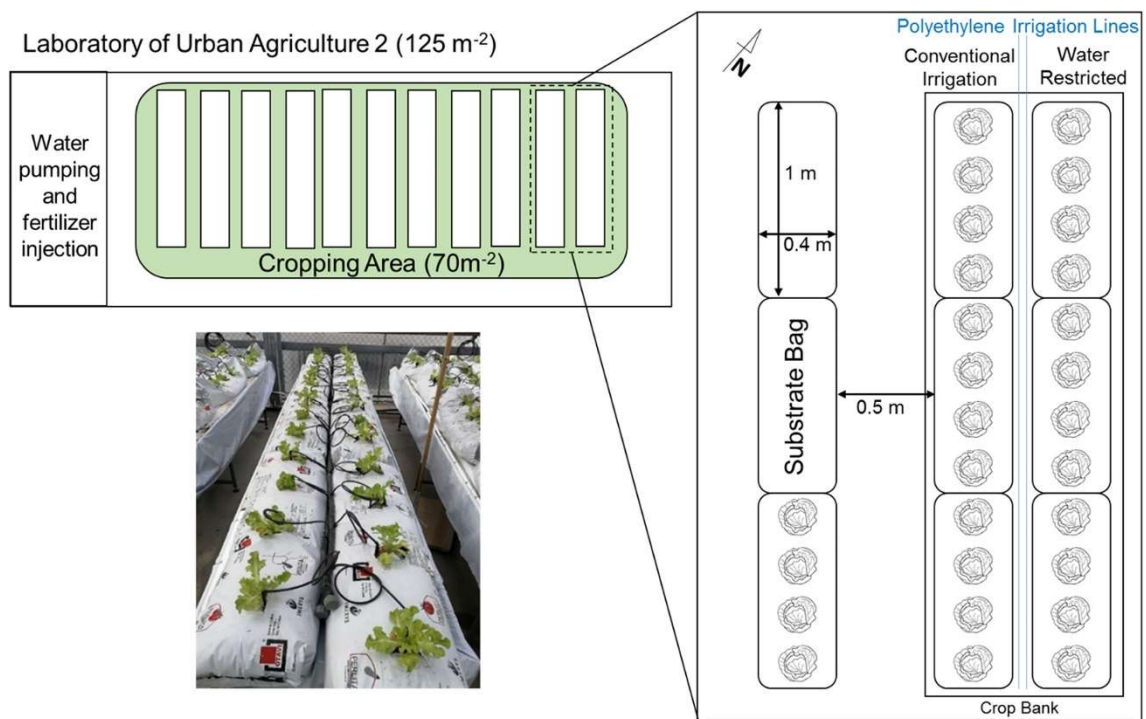 Laboratory of Urban Agriculture 2 (125 m-2)
Water
pumping
and
fertilizer
injection
Cropping Area (70m-2)
N
Polyethylene Irrigation Lines
Conventional
Irrigation
Water
Restricted
1 m
0.4 m
Substrate Bag
0.5 m
Crop Bank